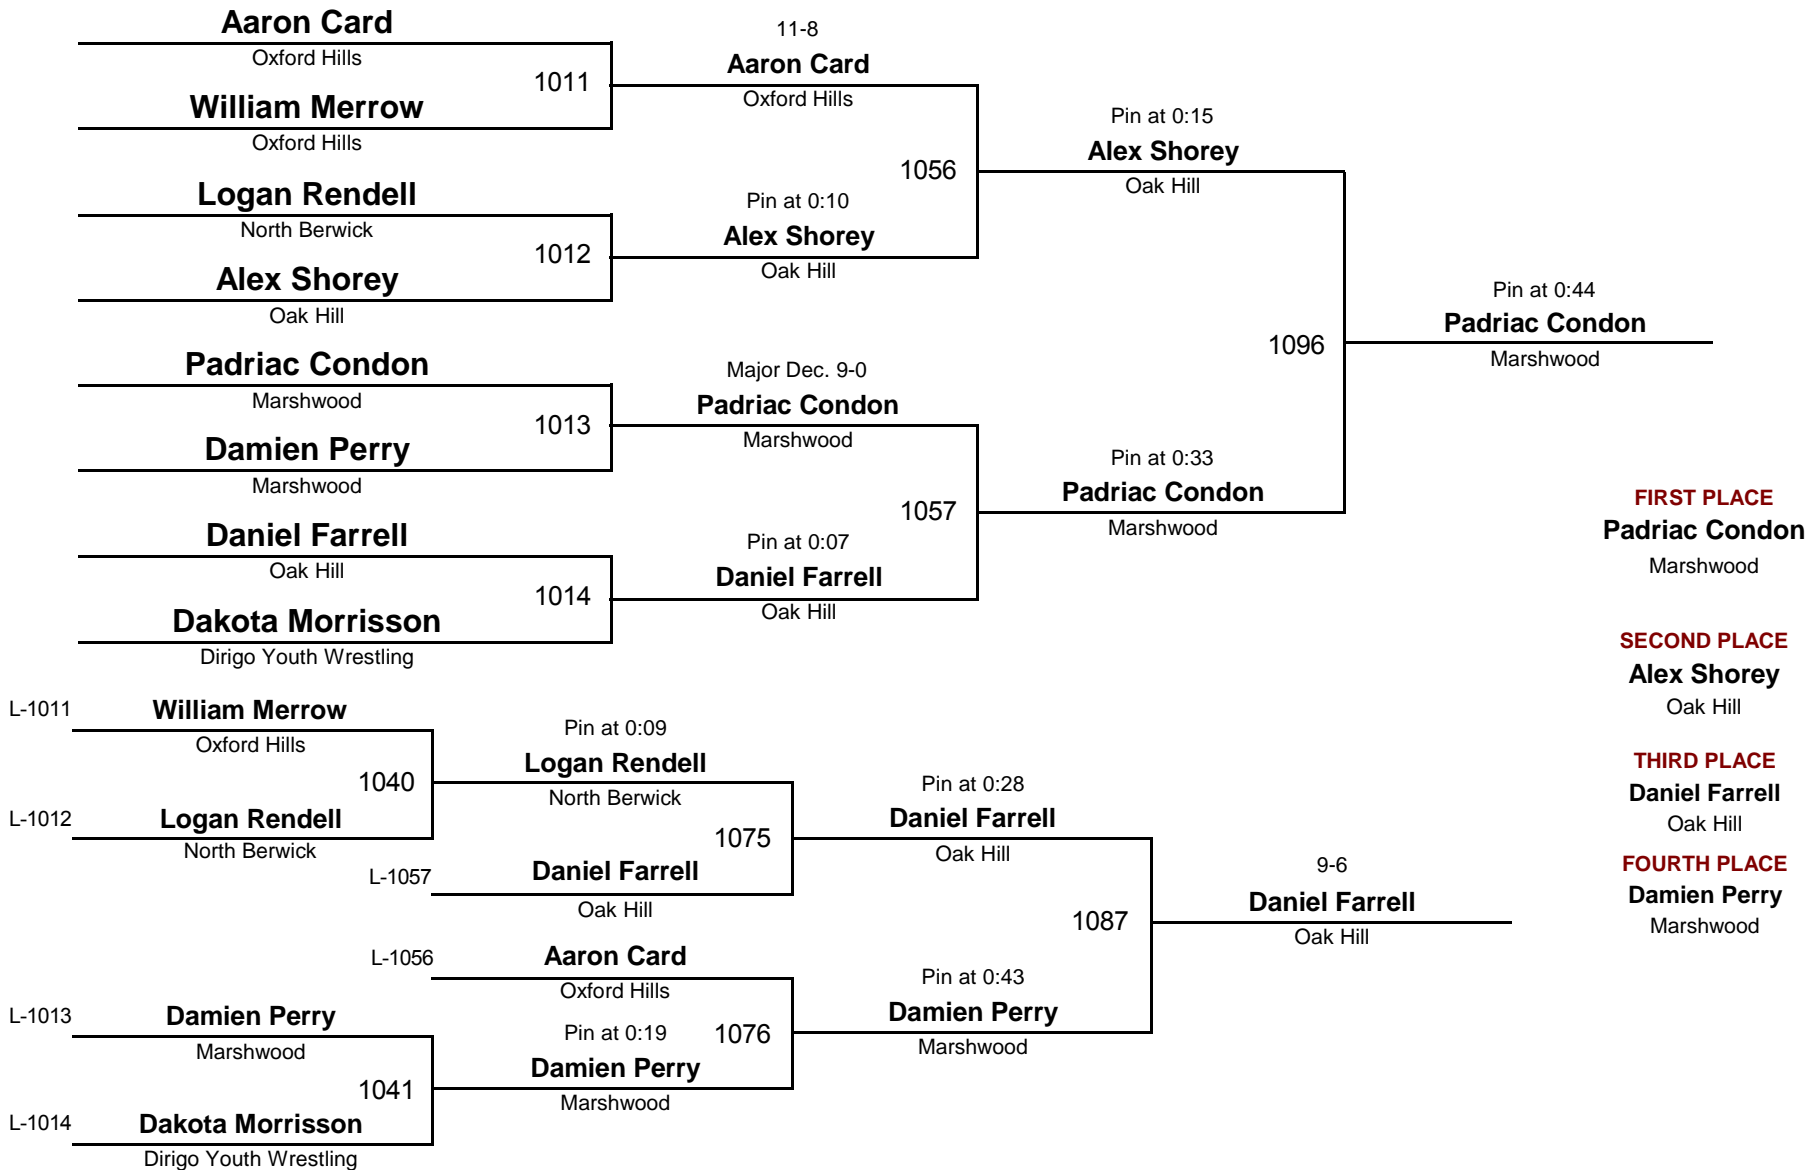 Aaron Card
Oxford Hills
1011
William Merrow
Oxford Hills
Logan Rendell
North Berwick
1012
Alex Shorey
Oak Hill
Padriac Condon
Marshwood
1013
Damien Perry
Marshwood
Daniel Farrell
Oak Hill
1014
Dakota Morrisson
Dirigo Youth Wrestling
11-8
Aaron Card
Oxford Hills
1056
Pin at 0:10
Alex Shorey
Oak Hill
Major Dec. 9-0
Padriac Condon
Marshwood
1057
Pin at 0:07
Daniel Farrell
Oak Hill
Pin at 0:15
Alex Shorey
Oak Hill
1096
Pin at 0:33
Padriac Condon
Marshwood
Pin at 0:44
Padriac Condon
Marshwood
FIRST PLACE
Padriac Condon
Marshwood
SECOND PLACE
Alex Shorey
Oak Hill
THIRD PLACE
Daniel Farrell
Oak Hill
FOURTH PLACE
Damien Perry
Marshwood
L-1011
William Merrow
Oxford Hills
1040
L-1012
Logan Rendell
North Berwick
Pin at 0:09
Logan Rendell
North Berwick
1075
L-1057
Daniel Farrell
Oak Hill
L-1056
Aaron Card
Oxford Hills
1076
L-1013
Damien Perry
Marshwood
1041
L-1014
Dakota Morrisson
Dirigo Youth Wrestling
Pin at 0:19
Damien Perry
Marshwood
Pin at 0:28
Daniel Farrell
Oak Hill
1087
Pin at 0:43
Damien Perry
Marshwood
9-6
Daniel Farrell
Oak Hill